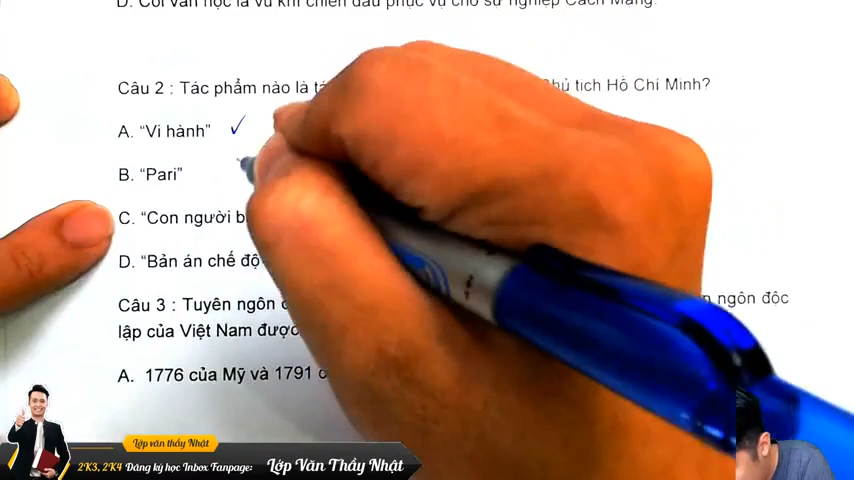 D. Coi văn học là vũ khí chiến đấu phục vụ cho sự nghiệp Cách Mạng.
Câu 2 : Tác phẩm nào là tá hủ tịch Hồ Chí Minh?
A. “Vi hành”
B. “Pari”
C. “Con người b
D. “Bản án chế độ
Câu 3 : Tuyên ngôn n ngôn độc
lập của Việt Nam được
A. 1776 của Mỹ và 1791 c
Lớp văn thầy Nhật
2K3, 2K4 Đăng ký học Inbox Fanpage: Lớp Văn Thầy Nhật